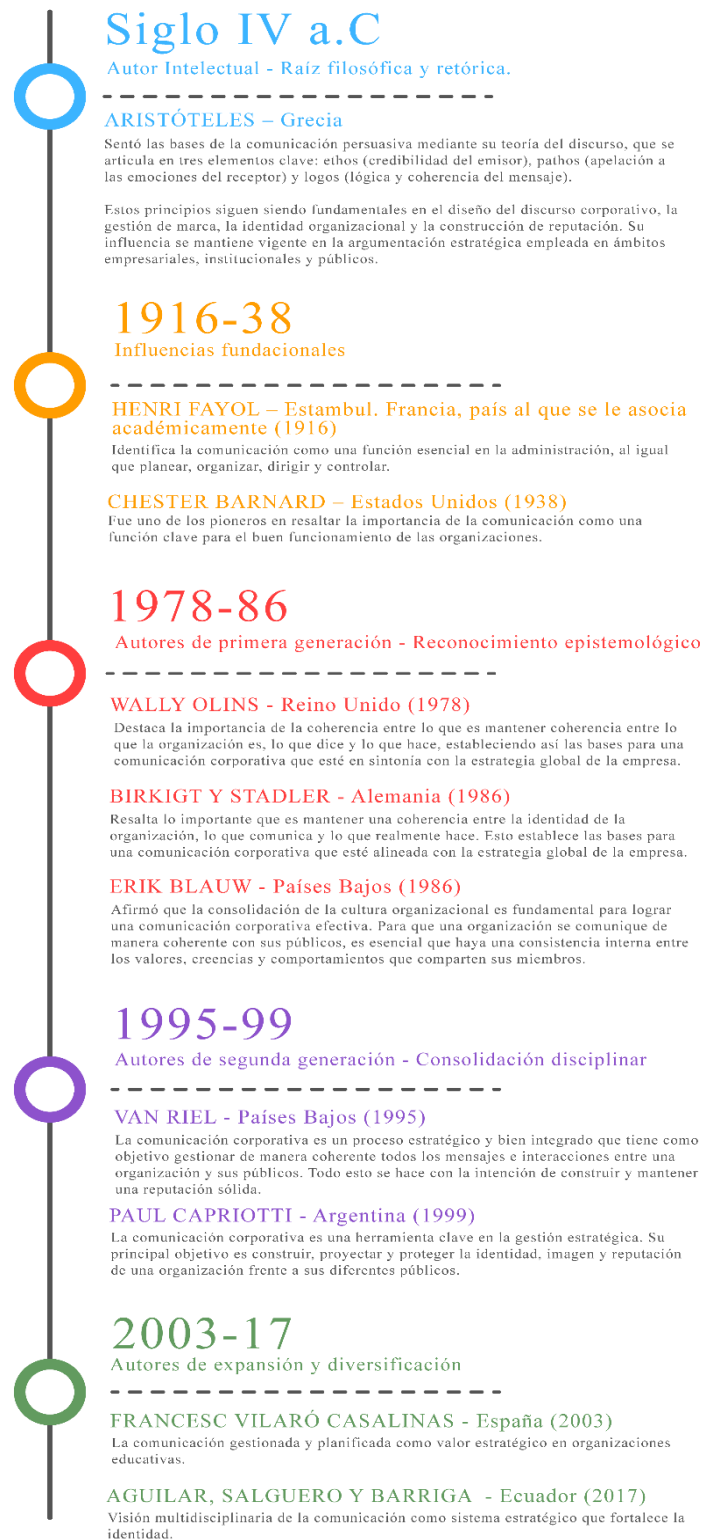 Siglo IV a.C
Autor Intelectual - Raíz filosófica y retórica.
ARISTÓTELES – Grecia
Sentó las bases de la comunicación persuasiva mediante su teoría del discurso, que se
articula en tres elementos clave: ethos (credibilidad del emisor), pathos (apelación a
las emociones del receptor) y logos (lógica y coherencia del mensaje).
Estos principios siguen siendo fundamentales en el diseño del discurso corporativo, la
gestión de marca, la identidad organizacional y la construcción de reputación. Su
influencia se mantiene vigente en la argumentación estratégica empleada en ámbitos
empresariales, institucionales y públicos.
1916-38
Influencias fundacionales
HENRI FAYOL – Estambul. Francia, país al que se le asocia
académicamente (1916)
Identifica la comunicación como una función esencial en la administración, al igual
que planear, organizar, dirigir y controlar.
CHESTER BARNARD – Estados Unidos (1938)
Fue uno de los pioneros en resaltar la importancia de la comunicación como una
función clave para el buen funcionamiento de las organizaciones.
1978-86
Autores de primera generación - Reconocimiento epistemológico
WALLY OLINS - Reino Unido (1978)
Destaca la importancia de la coherencia entre lo que es mantener coherencia entre lo
que la organización es, lo que dice y lo que hace, estableciendo así las bases para una
comunicación corporativa que esté en sintonía con la estrategia global de la empresa.
BIRKIGT Y STADLER - Alemania (1986)
Resalta lo importante que es mantener una coherencia entre la identidad de la
organización, lo que comunica y lo que realmente hace. Esto establece las bases para
una comunicación corporativa que esté alineada con la estrategia global de la empresa.
ERIK BLAUW - Países Bajos (1986)
Afirmó que la consolidación de la cultura organizacional es fundamental para lograr
una comunicación corporativa efectiva. Para que una organización se comunique de
manera coherente con sus públicos, es esencial que haya una consistencia interna entre
los valores, creencias y comportamientos que comparten sus miembros.
1995-99
Autores de segunda generación - Consolidación disciplinar
VAN RIEL - Países Bajos (1995)
La comunicación corporativa es un proceso estratégico y bien integrado que tiene como
objetivo gestionar de manera coherente todos los mensajes e interacciones entre una
organización y sus públicos. Todo esto se hace con la intención de construir y mantener
una reputación sólida.
PAUL CAPRIOTTI - Argentina (1999)
La comunicación corporativa es una herramienta clave en la gestión estratégica. Su
principal objetivo es construir, proyectar y proteger la identidad, imagen y reputación
de una organización frente a sus diferentes públicos.
2003-17
Autores de expansión y diversificación
FRANCESC VILARÓ CASALINAS - España (2003)
La comunicación gestionada y planificada como valor estratégico en organizaciones
educativas.
AGUILAR, SALGUERO Y BARRIGA - Ecuador (2017)
Visión multidisciplinaria de la comunicación como sistema estratégico que fortalece la
identidad.